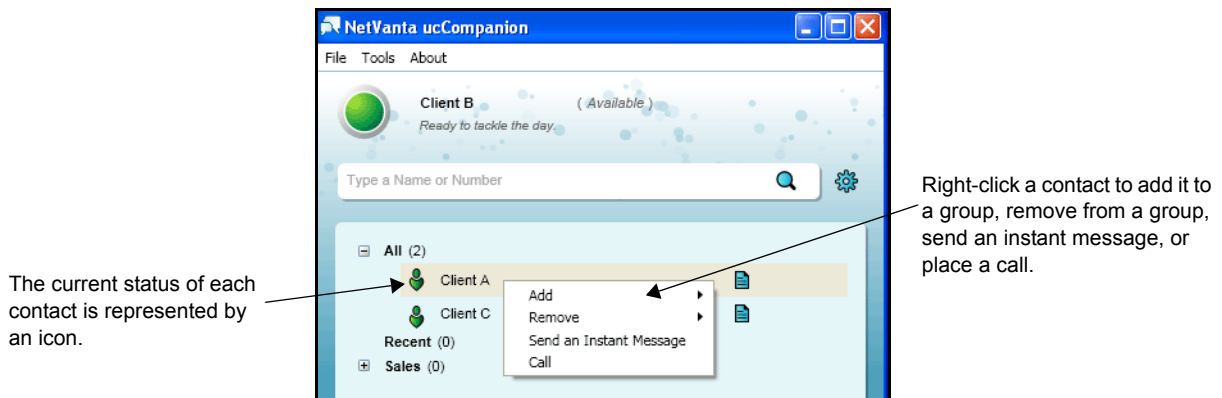 NetVanta ucCompanion
File Tools About
Client B ( Available )
Ready to tackle the day.
Type a Name or Number
All (2)
Client A
Client C
Recent (0)
Sales (0)
Add
Remove
Send an Instant Message
Call
The current status of each
contact is represented by
an icon.
Right-click a contact to add it to
a group, remove from a group,
send an instant message, or
place a call.